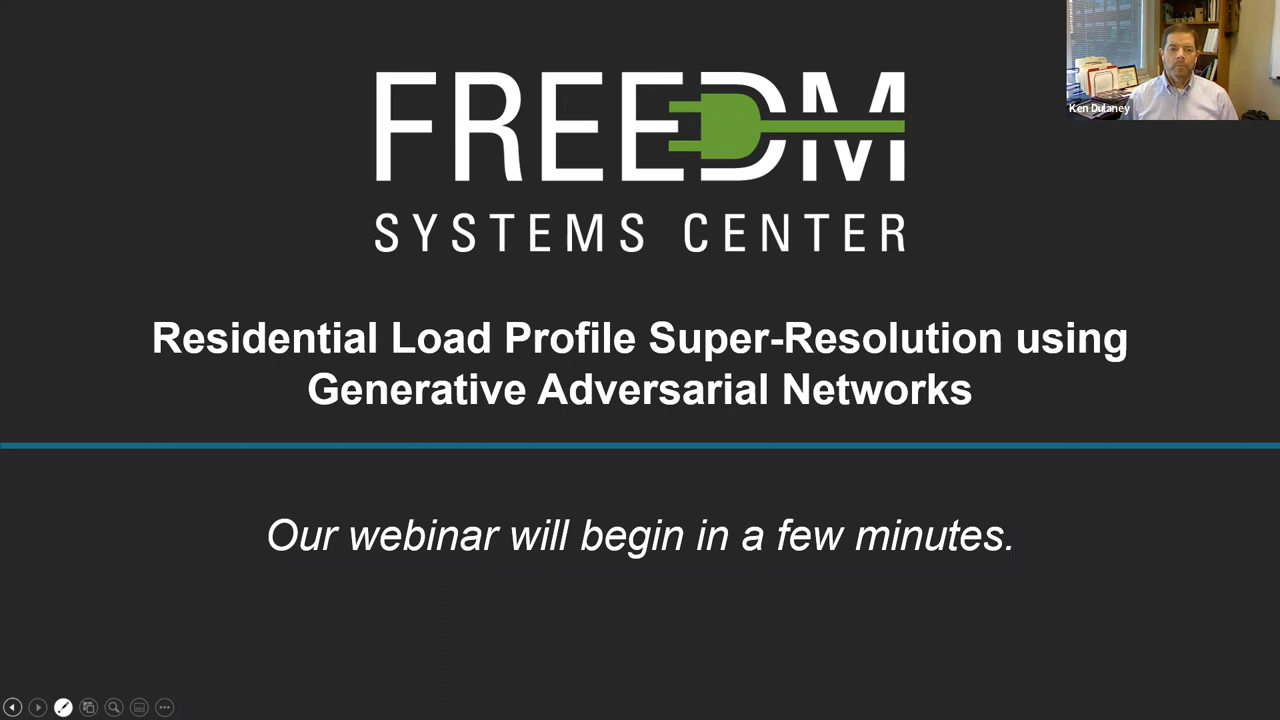 FREEDM
SYSTEMS CENTER
Ken Dulaney
Residential Load Profile Super-Resolution using
Generative Adversarial Networks
Our webinar will begin in a few minutes.